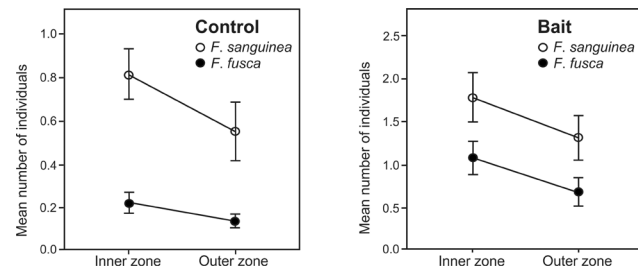 Control
F. sanguinea
F. fusca
Mean number of individuals
1.0
0.8
0.6
0.4
0.2
0.0
Inner zone Outer zone
Bait
F. sanguinea
F. fusca
Mean number of individuals
2.5
2.0
1.5
1.0
0.5
0.0
Inner zone Outer zone